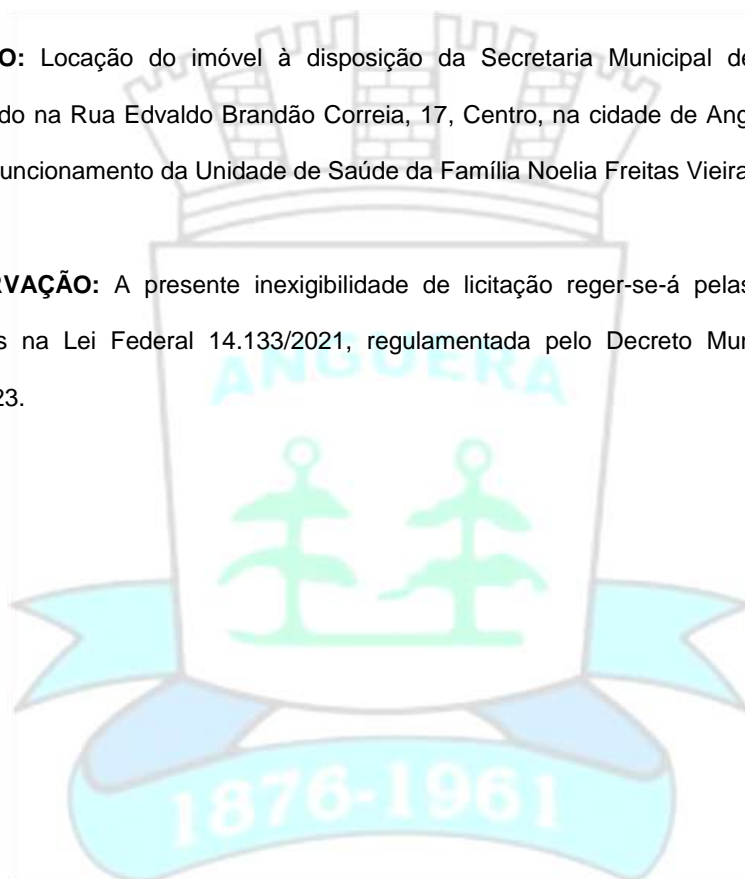 O: Locação do imóvel à disposição da Secretaria Municipal de
do na Rua Edvaldo Brandão Correia, 17, Centro, na cidade de Ang
uncionamento da Unidade de Saúde da Família Noelia Freitas Vieira
RVAÇÃO: A presente inexigibilidade de licitação reger-se-á pelas
s na Lei Federal 14.133/2021, regulamentada pelo Decreto Mun
23.
ANGUERA
1876-1961